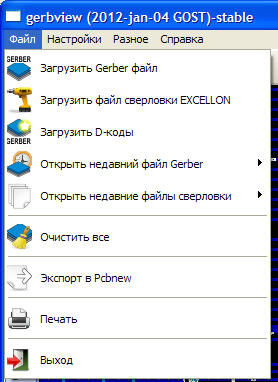 gerbview (2012-jan-04 GOST)-stable
Файл Настройки Разное Справка
GERBER Загрузить Gerber файл
Загрузить файл сверловки EXCELLON
GERBER Загрузить D-коды
Открыть недавний файл Gerber
Открыть недавние файлы сверловки
Очистить все
Экспорт в Pcbnew
Печать
Выход